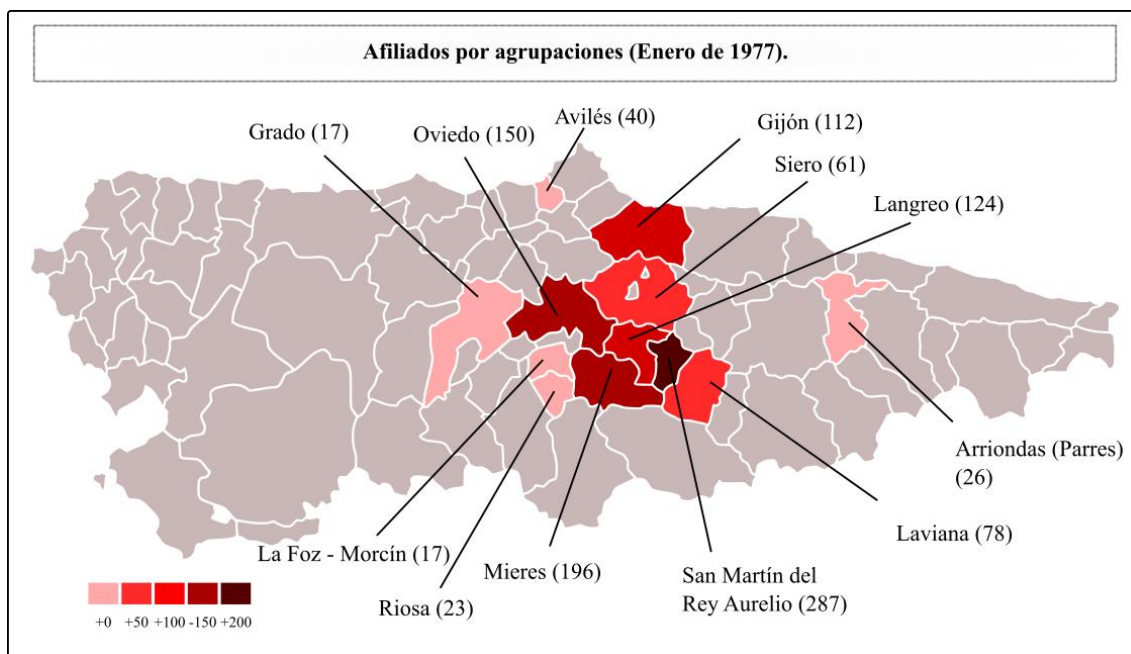 Afiliados por agrupaciones (Enero de 1977).
Avilés (40)
Grado (17)
Oviedo (150)
Gijón (112)
Siero (61)
Langreo (124)
Arriondas (Parres)
(26)
Laviana (78)
La Foz - Morcín (17)
Mieres (196)
San Martín del
Rey Aurelio (287)
Riosa (23)
+0 +50 +100 -150 +200